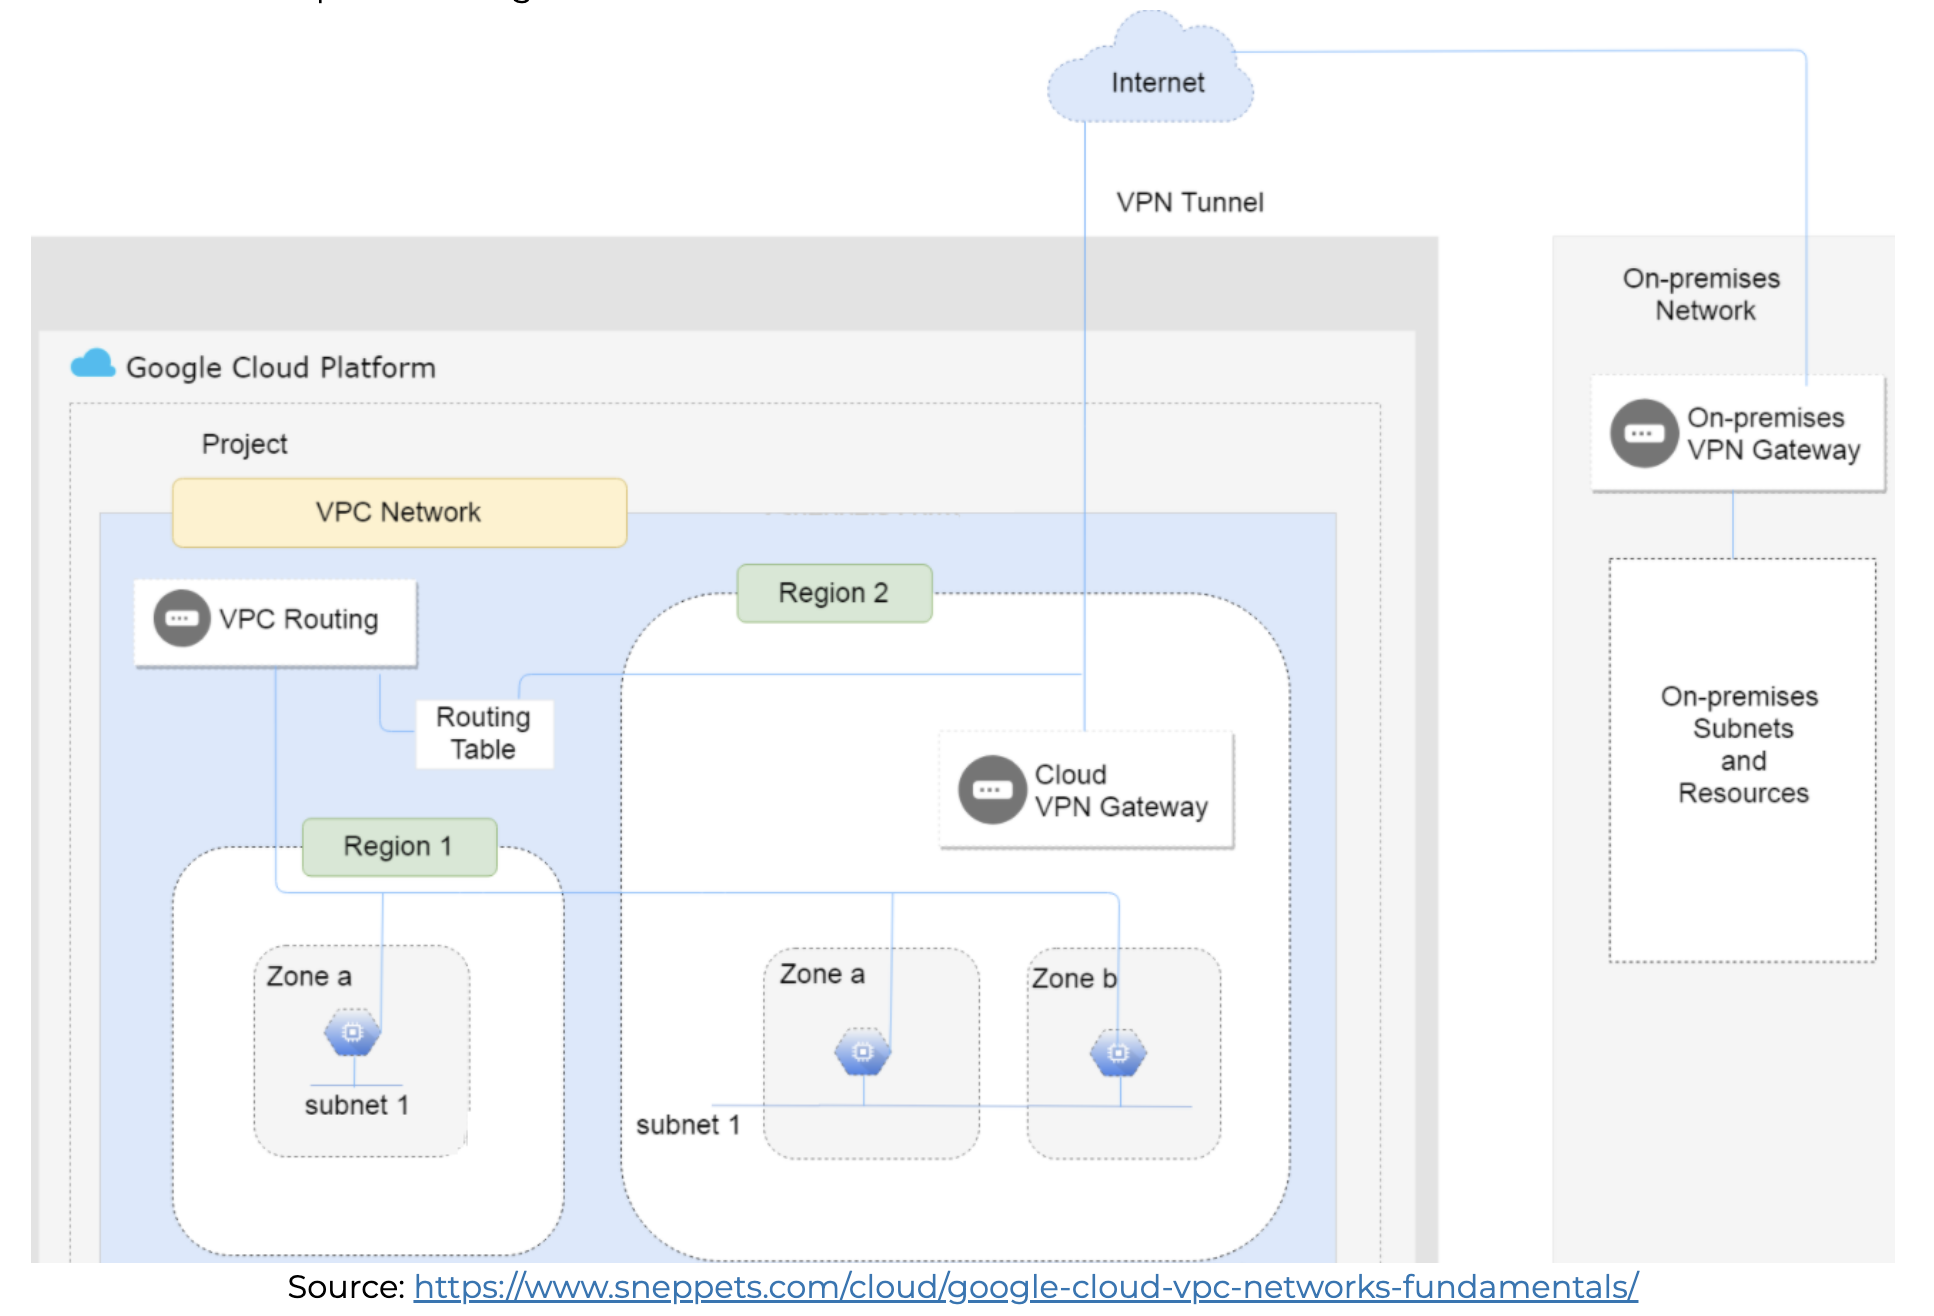 Internet
VPN Tunnel
On-premises
Network
Google Cloud Platform
Project
On-premises
VPN Gateway
VPC Network
Region 2
VPC Routing
Routing
Table
On-premises
Subnets
and
Resources
Cloud
VPN Gateway
Region 1
Zone a
Zone a
Zone b
subnet 1
subnet 1
Source: https://www.sneppets.com/cloud/google-cloud-vpc-networks-fundamentals/